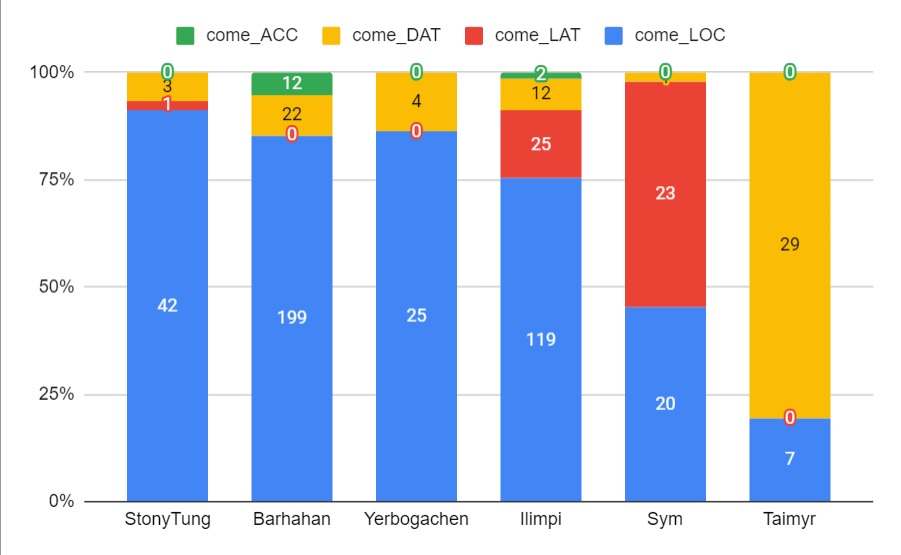 come_ACC come_DAT come_LAT come_LOC
100%
75%
50%
25%
0%
0 3 1 42
12 22 0 199
0 4 0 25
2 12 25 119
0 23 20
0 29 0 7
StonyTung Barhahan Yerbogachen Ilimpi Sym Taimyr